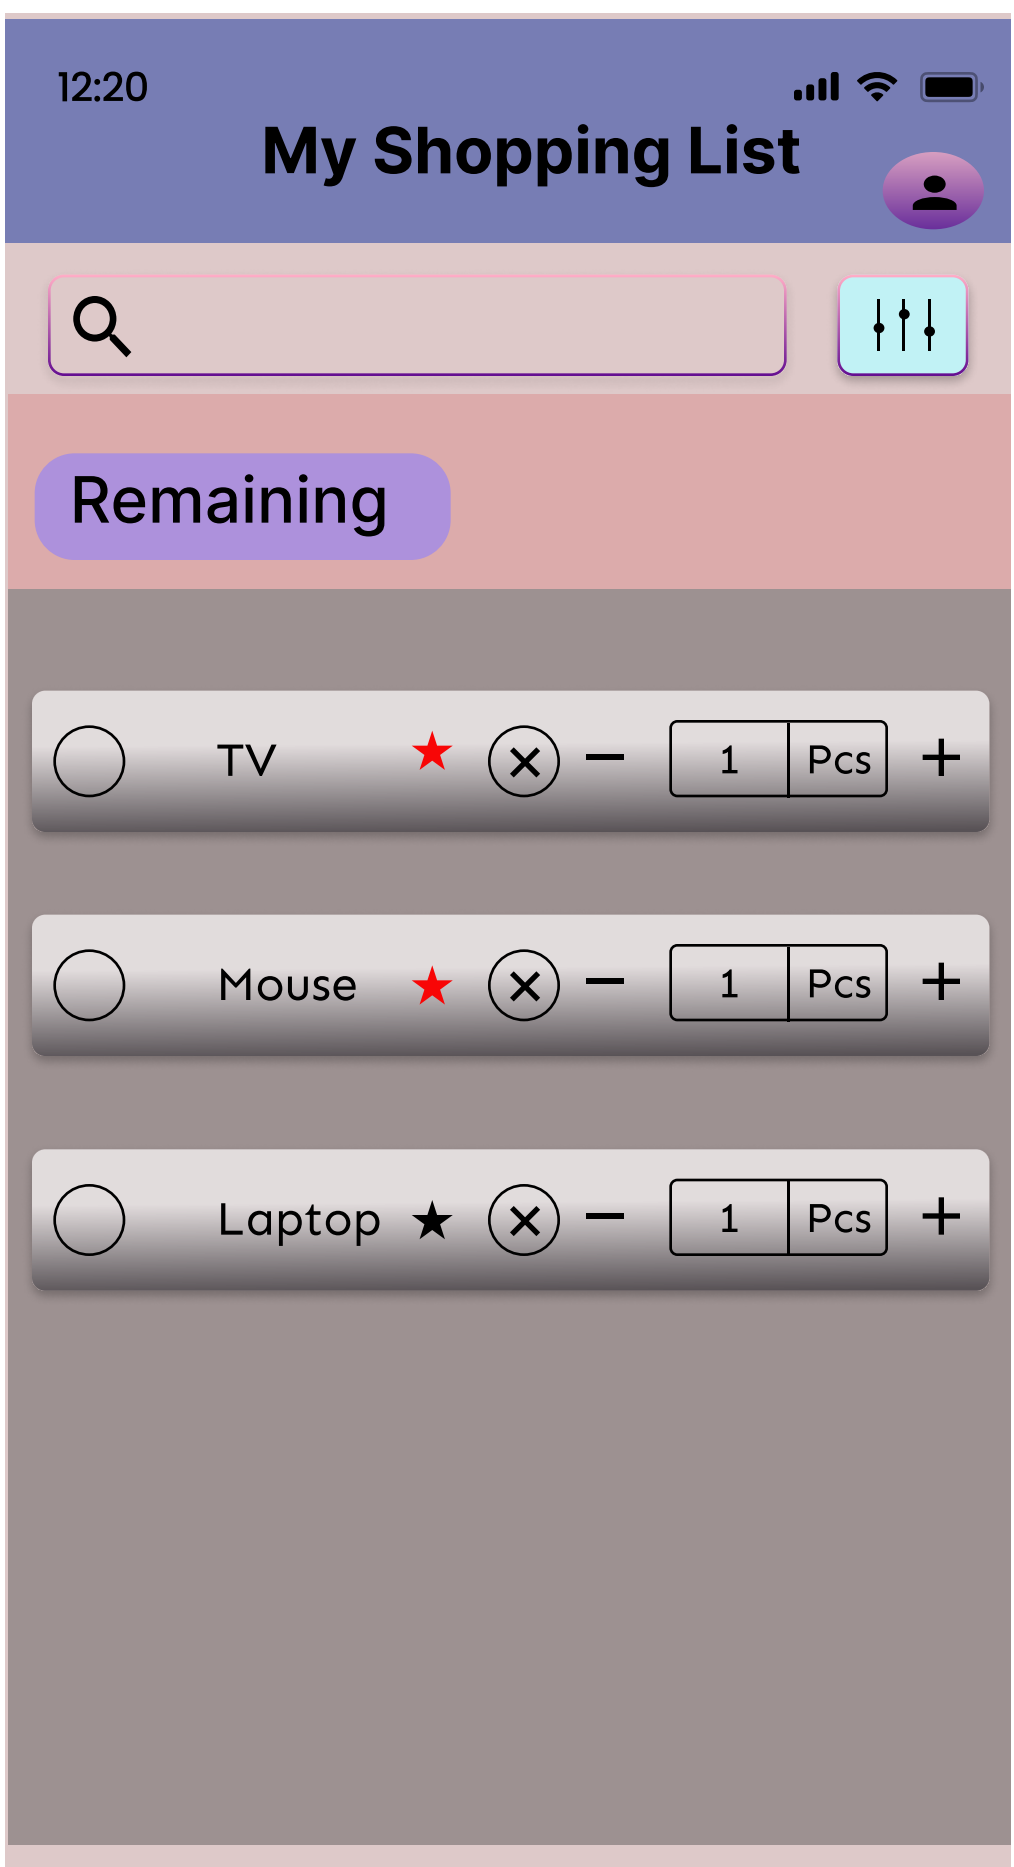 12:20
My Shopping List
Remaining
TV 1 Pcs
Mouse 1 Pcs
Laptop 1 Pcs